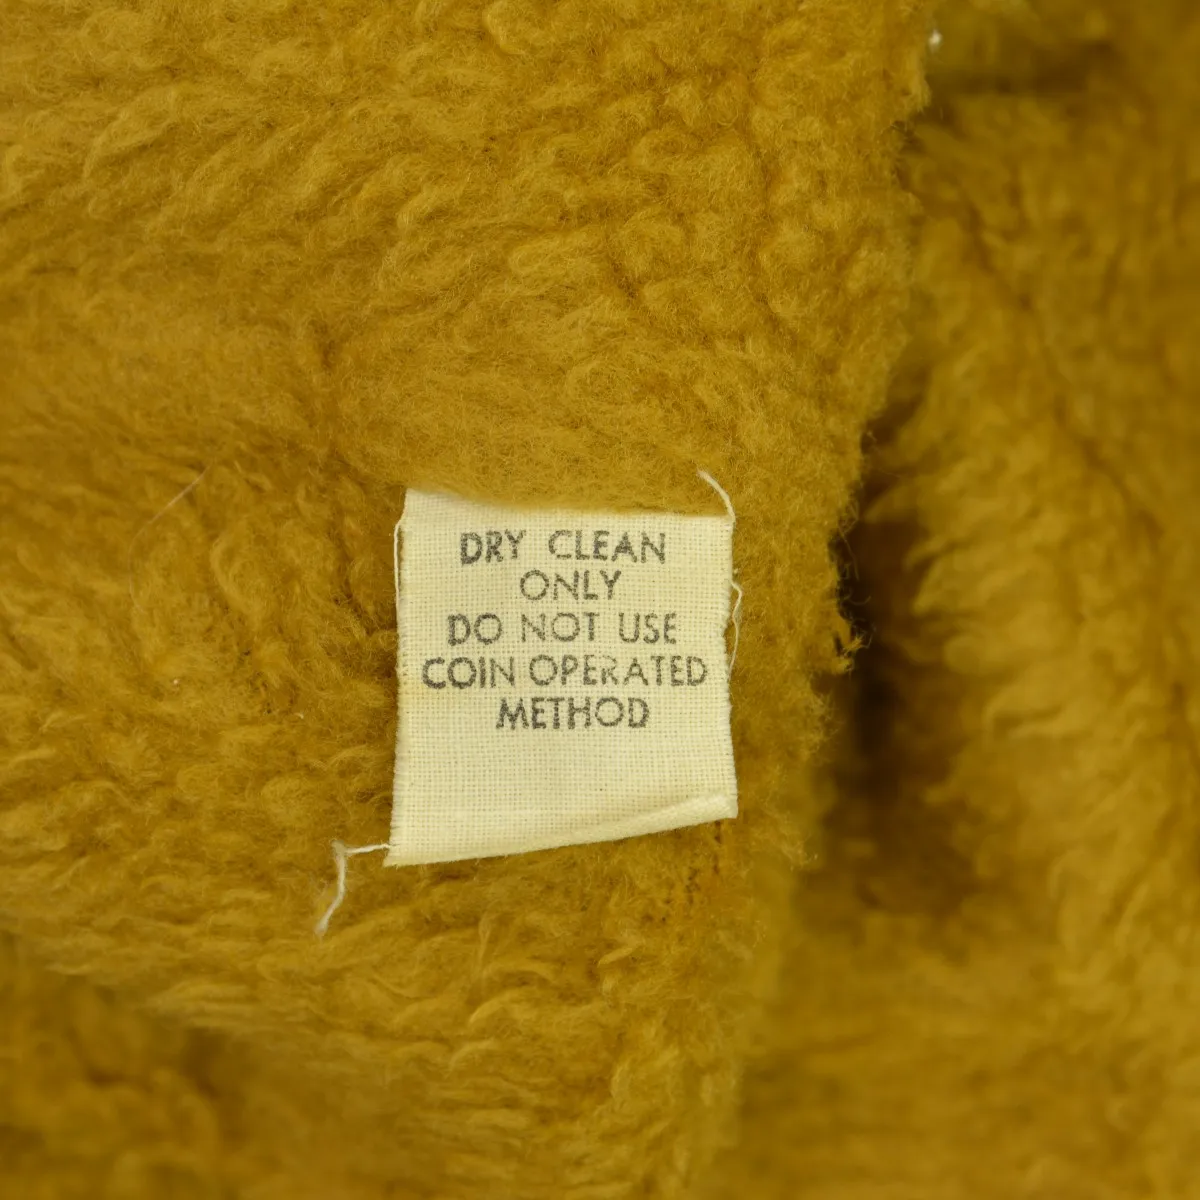 DRY CLEAN
ONLY
DO NOT USE
COIN OPERATED
METHOD